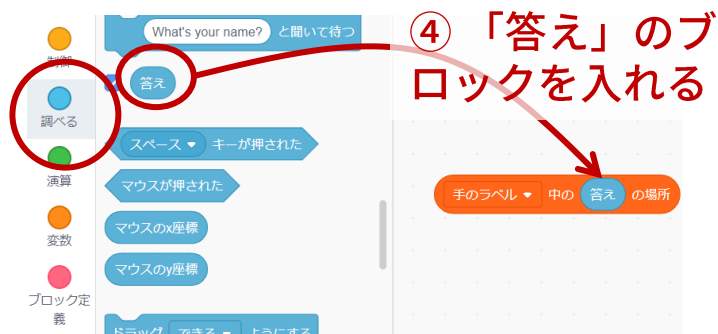 ④ 「答え」のブ
ロックを入れる
What's your name? と聞いて待つ
制御
答え
調べる
スペース キーが押された
演算
マウスが押された
手のラベル 中の 答え の場所
変数
マウスのx座標
マウスのy座標
ブロック定
義
ドラッグ できる ようにする